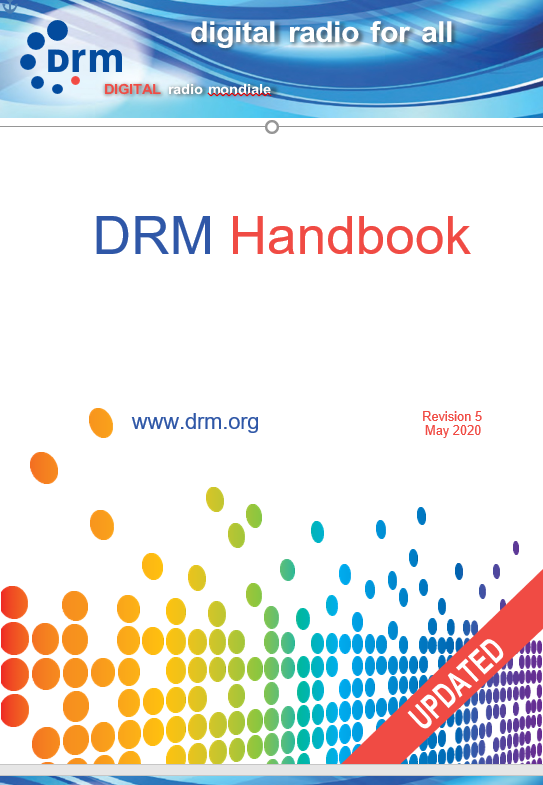 digital radio for all
Drm
DIGITAL radio mondiale
DRM Handbook
www.drm.org
Revision 5
May 2020
UPDATED